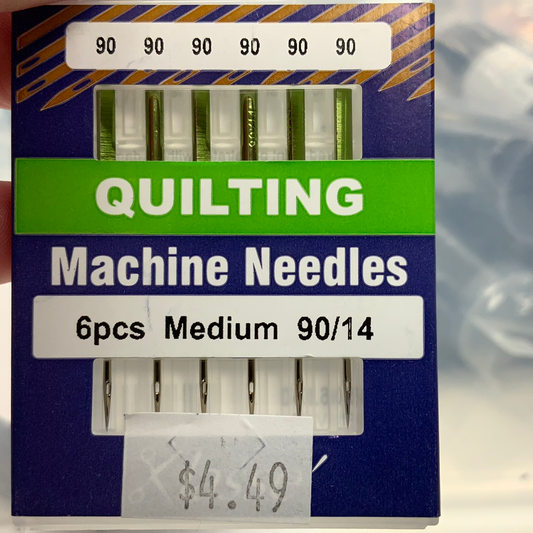 90 90 90 90 90 90
QUILTING
Machine Needles
6pcs Medium 90/14
$4.49